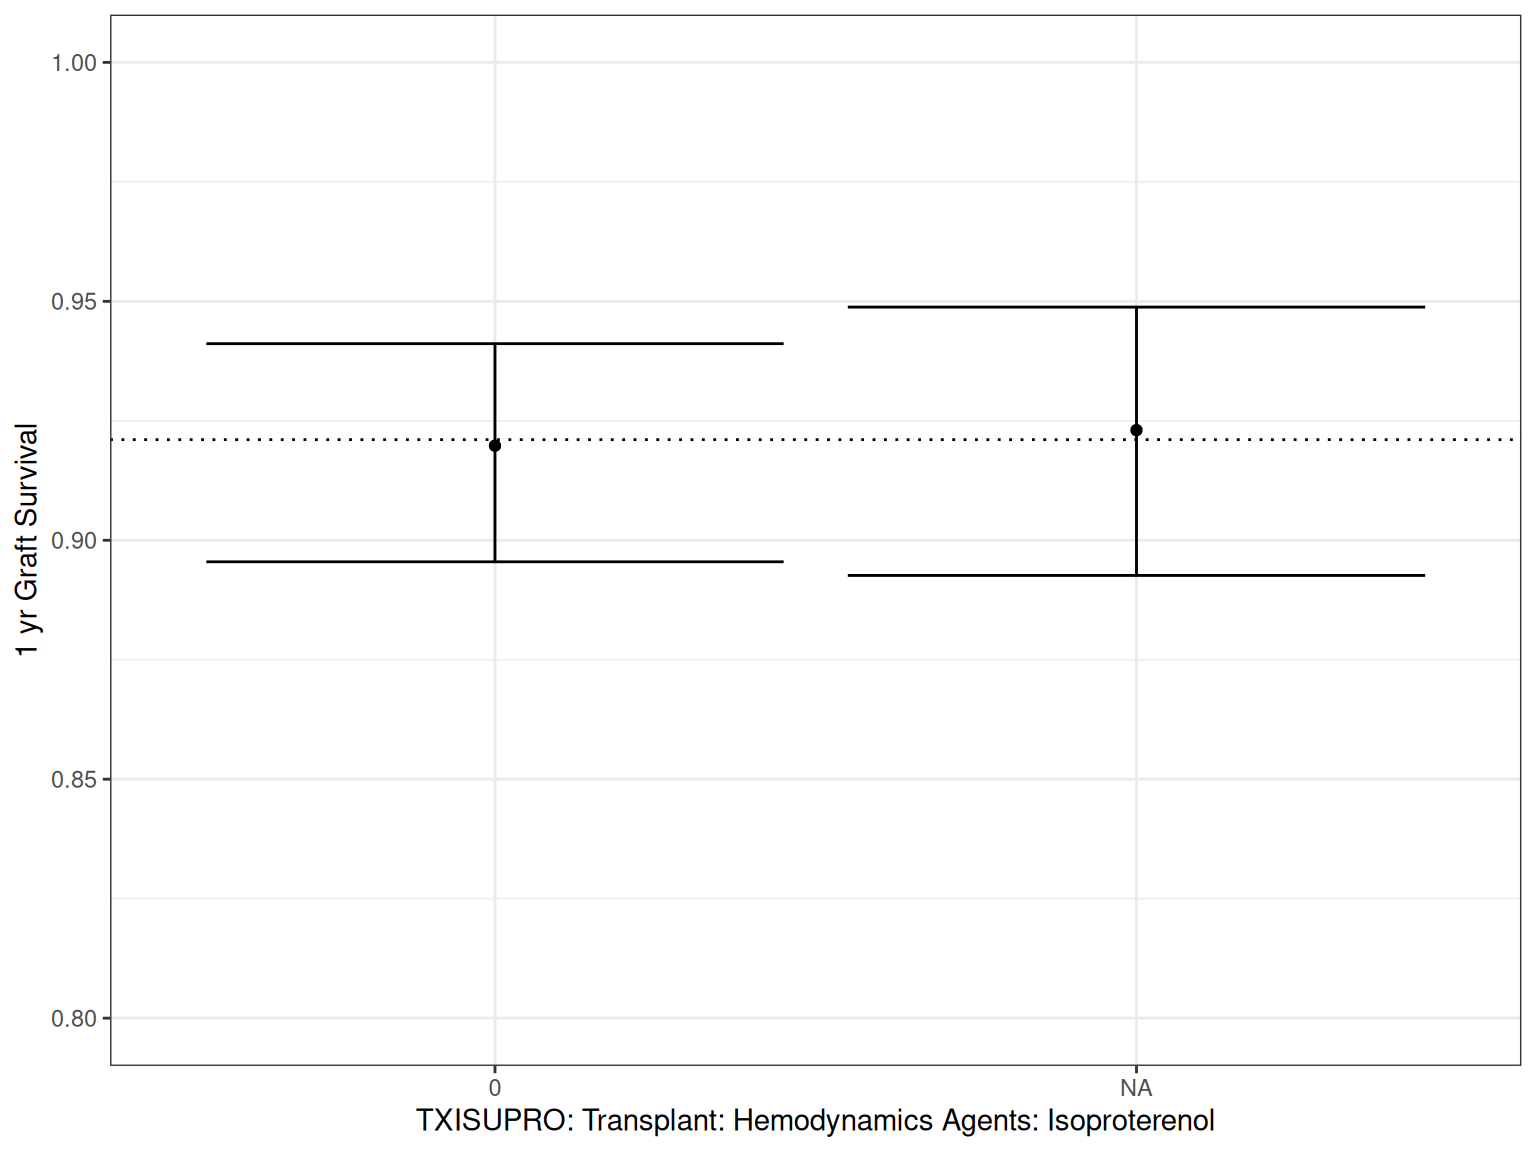 1.00
0.95
0.90
0.85
0.80
1 yr Graft Survival
0
NA
TXISUPRO: Transplant: Hemodynamics Agents: Isoproterenol